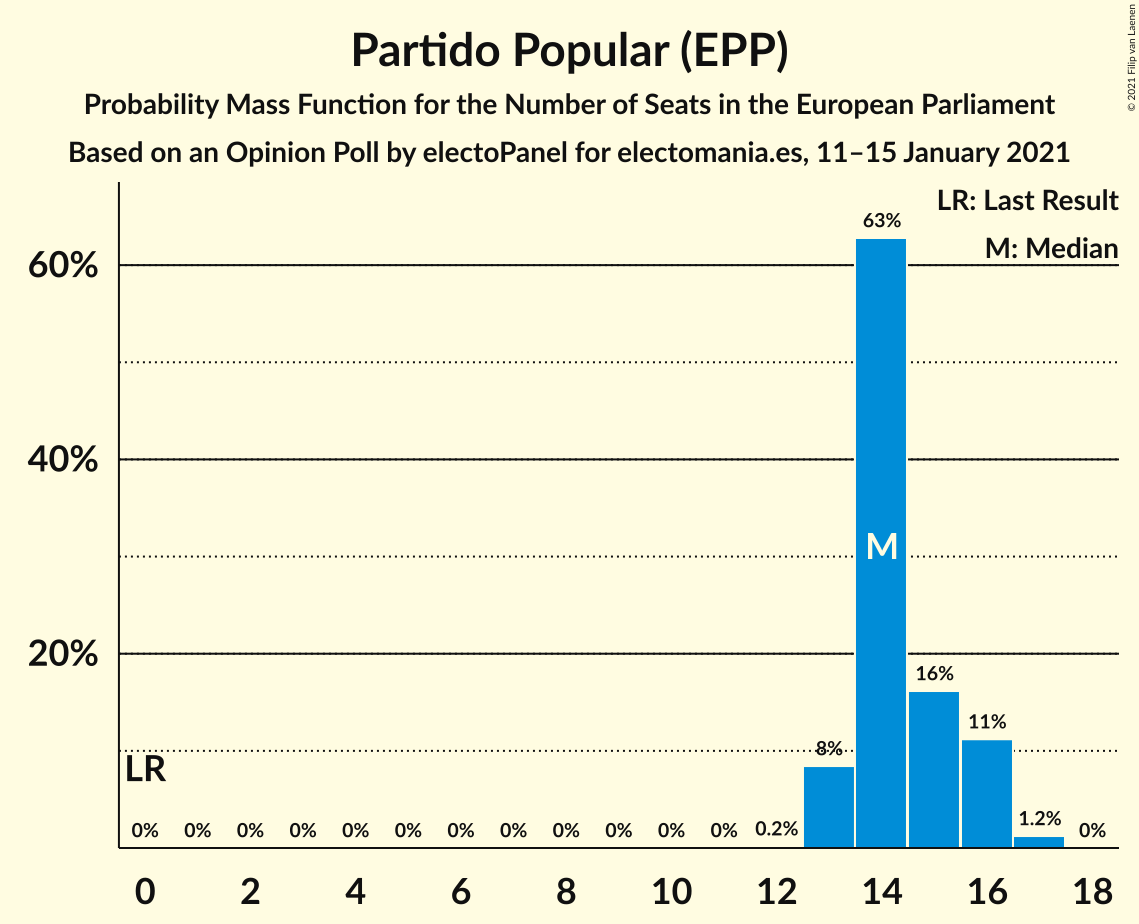 Partido Popular (EPP)
Probability Mass Function for the Number of Seats in the European Parliament
Based on an Opinion Poll by electoPanel for electomania.es, 11–15 January 2021
© 2021 Filip van Laenen
LR: Last Result
M: Median
60%
40%
20%
63%
M
16%
11%
8%
LR
0% 0% 0% 0% 0% 0% 0% 0% 0% 0% 0% 0% 0.2% 1.2% 0%
0 2 4 6 8 10 12 14 16 18